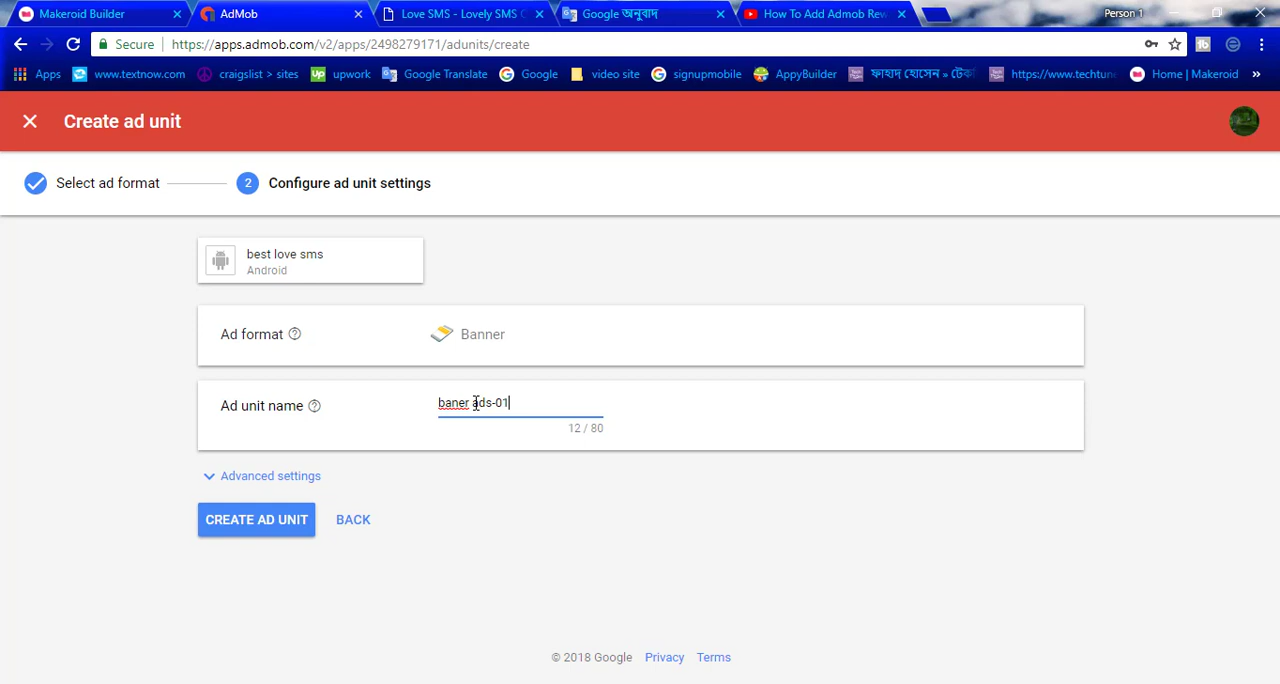 Makeroid Builder AdMob Love SMS - Lovely SMS C Google অনুবাদ How To Add Admob Rew Person 1
Secure https://apps.admob.com/v2/apps/2498279171/adunits/create
Apps www.textnow.com craigslist > sites upwork Google Translate Google video site signupmobile AppyBuilder ফাহাদ হোসেন » টেক https://www.techtune Home | Makeroid »
Create ad unit
Select ad format 2 Configure ad unit settings
best love sms
Android
Ad format Banner
Ad unit name baner ads-01
12 / 80
Advanced settings
CREATE AD UNIT BACK
© 2018 Google Privacy Terms